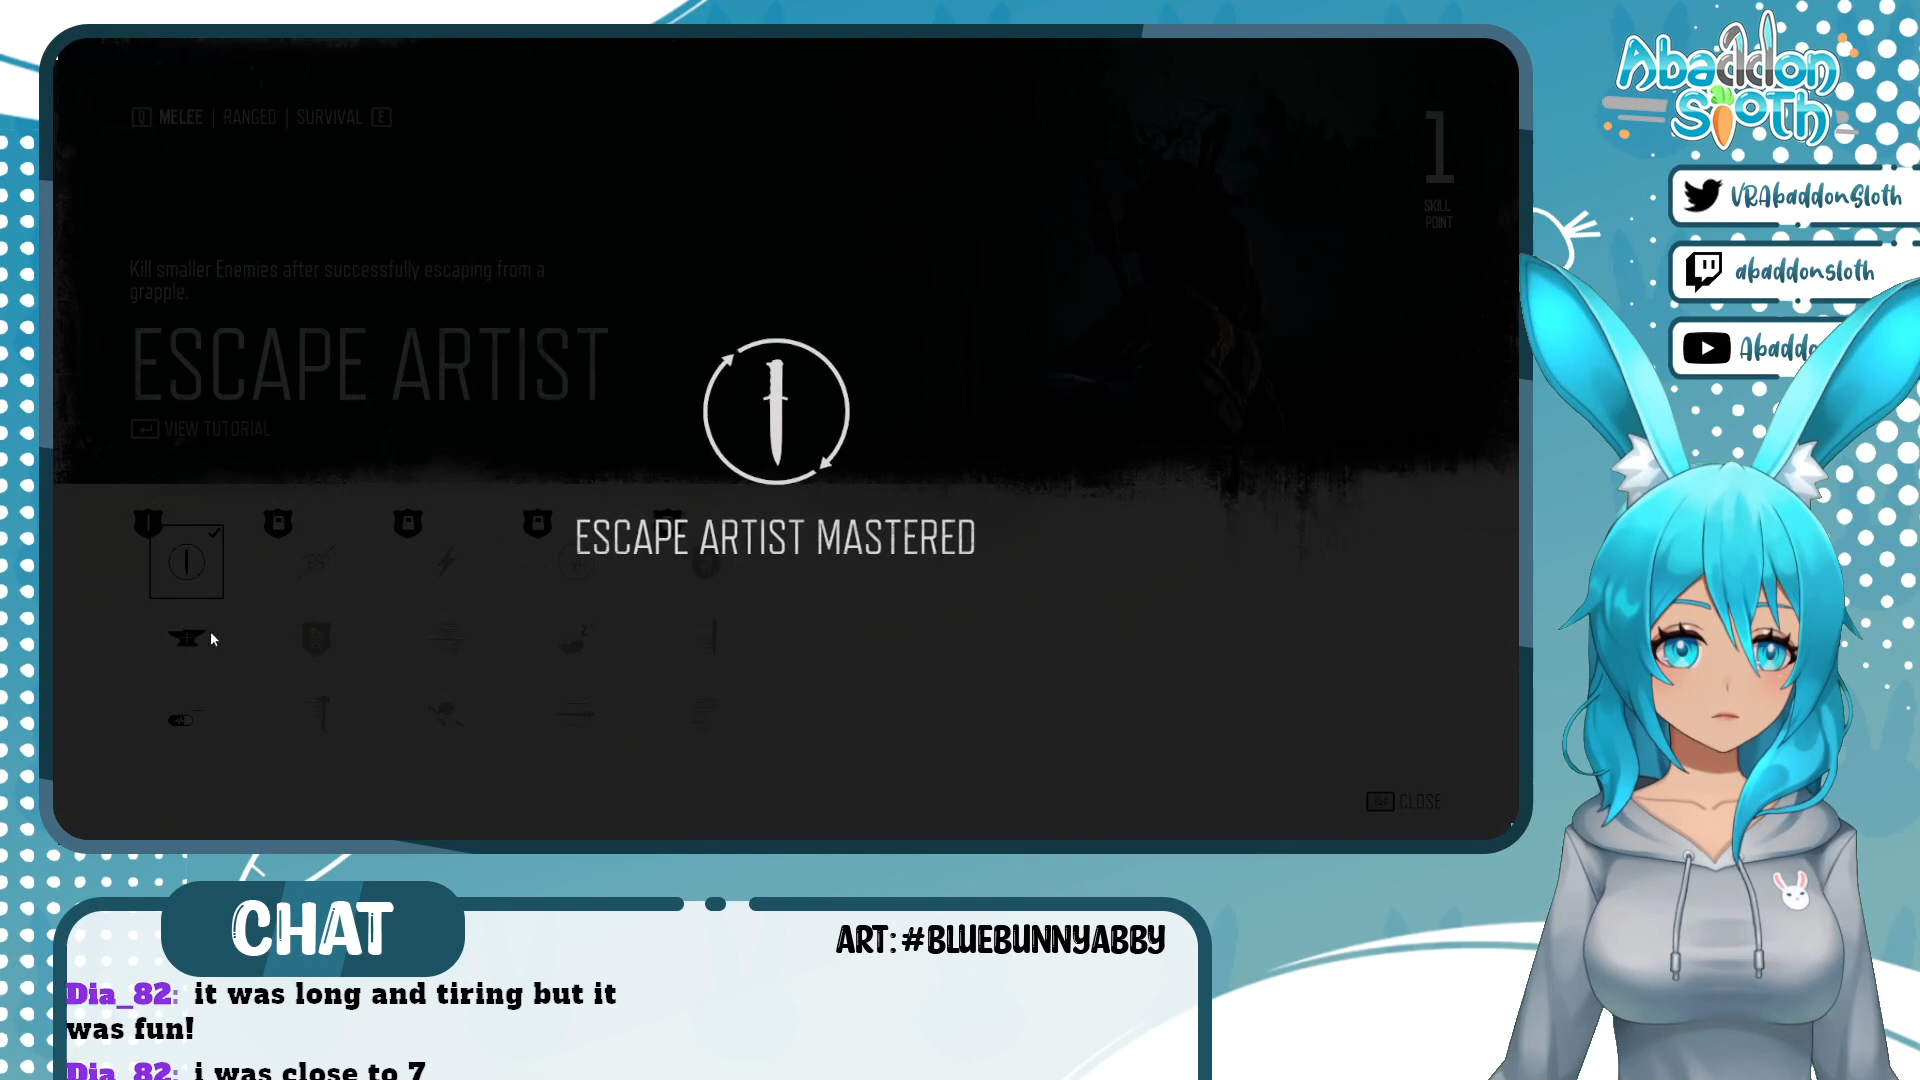 Q MELEE | RANGED | SURVIVAL E
1
SKILL
POINT
Kill smaller Enemies after successfully escaping from a
grapple.
ESCAPE ARTIST
VIEW TUTORIAL
ESCAPE ARTIST MASTERED
CLOSE
Abaddon
Sloth
VRAbaddonSloth
abaddonsloth
CHAT
ART: #BLUEBUNNYABBY
Dia_82: it was long and tiring but it
was fun!
Dia_82: i was close to 7